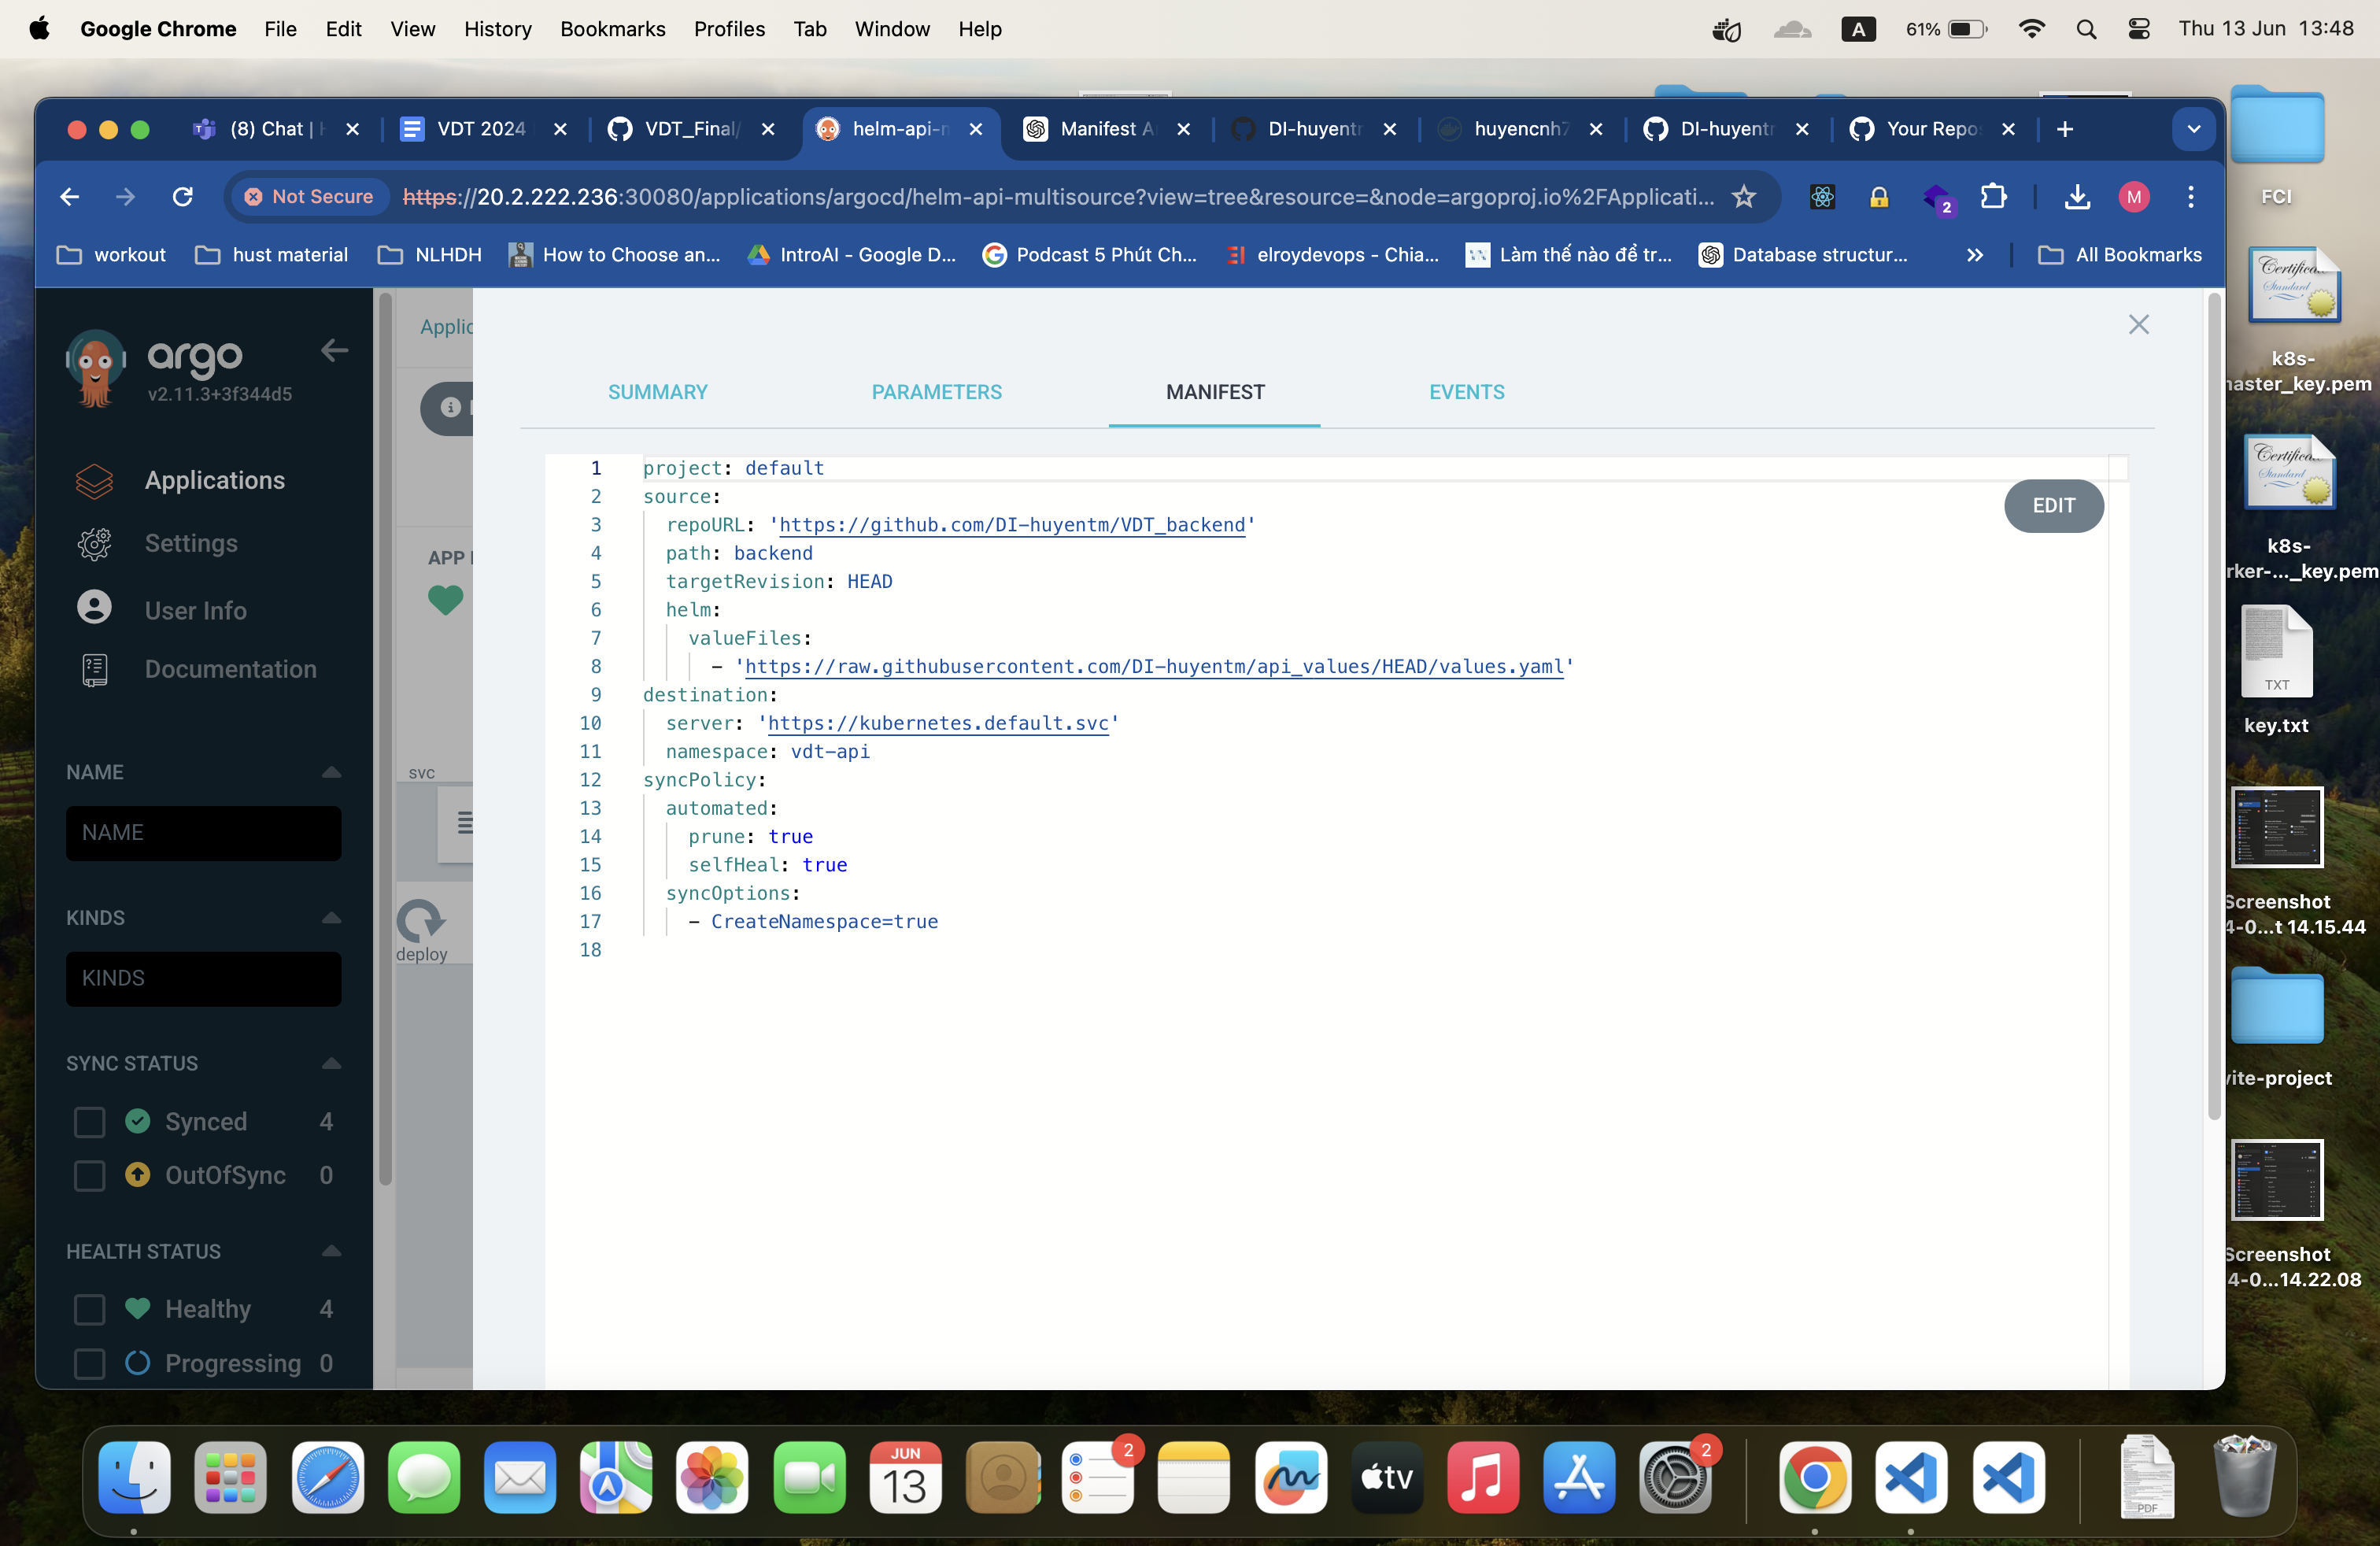 Google Chrome File Edit View History Bookmarks Profiles Tab Window Help A 61% Thu 13 Jun 13:48
(8) Chat | VDT 2024 VDT_Final/ helm-api-m Manifest A DI-huyentr huyencnh7 DI-huyentr Your Repo
Not Secure https://20.2.222.236:30080/applications/argocd/helm-api-multisource?view=tree&resource=&node=argoproj.io%2FApplicati... 2 M
workout hust material NLHDH How to Choose an... IntroAI - Google D... Podcast 5 Phút Ch... elroydevops - Chia... Làm thế nào để tr... Database structur... » All Bookmarks
argo
v2.11.3+3f344d5
Applications
Settings
User Info
Documentation
NAME
NAME
KINDS
KINDS
SYNC STATUS
Synced 4
OutOfSync 0
HEALTH STATUS
Healthy 4
Progressing 0
Applic
APP
svc
deploy
SUMMARY PARAMETERS MANIFEST EVENTS
EDIT
1 project: default
2 source:
3 repoURL: 'https://github.com/DI-huyentm/VDT_backend'
4 path: backend
5 targetRevision: HEAD
6 helm:
7 valueFiles:
8 - 'https://raw.githubusercontent.com/DI-huyentm/api_values/HEAD/values.yaml'
9 destination:
10 server: 'https://kubernetes.default.svc'
11 namespace: vdt-api
12 syncPolicy:
13 automated:
14 prune: true
15 selfHeal: true
16 syncOptions:
17 - CreateNamespace=true
18
FCI
k8s-
naster_key.pem
k8s-
rker-..._key.pem
TXT
key.txt
Screenshot
4-0...t 14.15.44
vite-project
Screenshot
4-0...14.22.08
JUN
13
2
tv
2
PDF